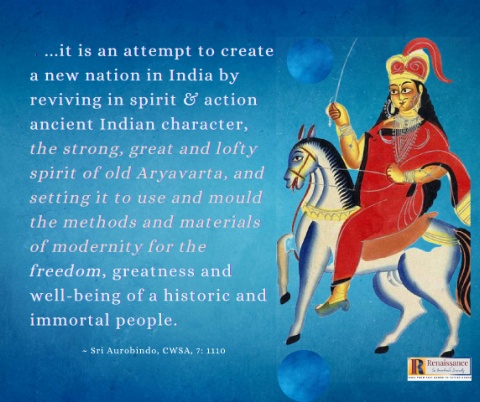 ...it is an attempt to create
a new nation in India by
reviving in spirit & action
ancient Indian character,
the strong, great and lofty
spirit of old Aryavarta, and
setting it to use and mould
the methods and materials
of modernity for the
freedom, greatness and
well-being of a historic and
immortal people.
~ Sri Aurobindo, CWSA, 7: 1110
Renaissance